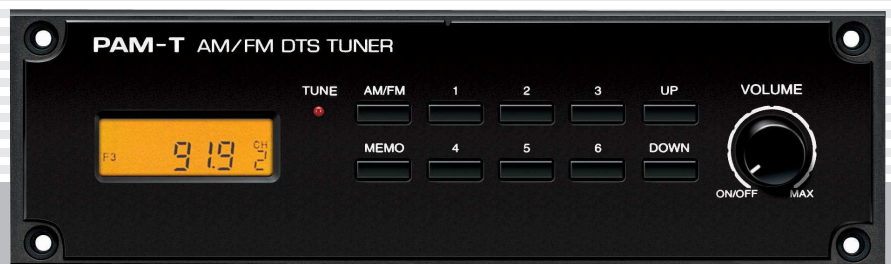 PAM-T AM/FM DTS TUNER
TUNE AM/FM 1 2 3 UP VOLUME
F3 91.9 CH 2
MEMO 4 5 6 DOWN
ON/OFF MAX